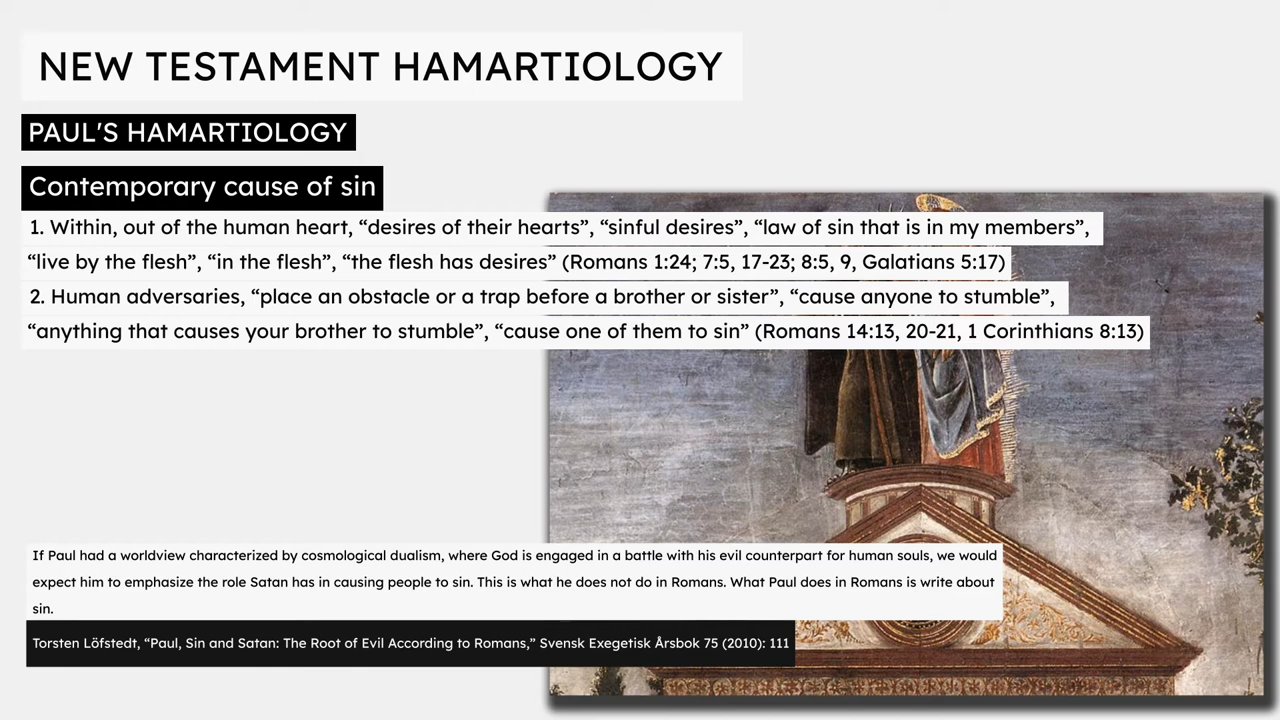 NEW TESTAMENT HAMARTIOLOGY
PAUL'S HAMARTIOLOGY
Contemporary cause of sin
1. Within, out of the human heart, “desires of their hearts”, “sinful desires”, “law of sin that is in my members”,
“live by the flesh”, “in the flesh”, “the flesh has desires” (Romans 1:24; 7:5, 17-23; 8:5, 9, Galatians 5:17)
2. Human adversaries, “place an obstacle or a trap before a brother or sister”, “cause anyone to stumble”,
“anything that causes your brother to stumble”, “cause one of them to sin” (Romans 14:13, 20-21, 1 Corinthians 8:13)
If Paul had a worldview characterized by cosmological dualism, where God is engaged in a battle with his evil counterpart for human souls, we would
expect him to emphasize the role Satan has in causing people to sin. This is what he does not do in Romans. What Paul does in Romans is write about
sin.
Torsten Löfstedt, “Paul, Sin and Satan: The Root of Evil According to Romans,” Svensk Exegetisk Årsbok 75 (2010): 111